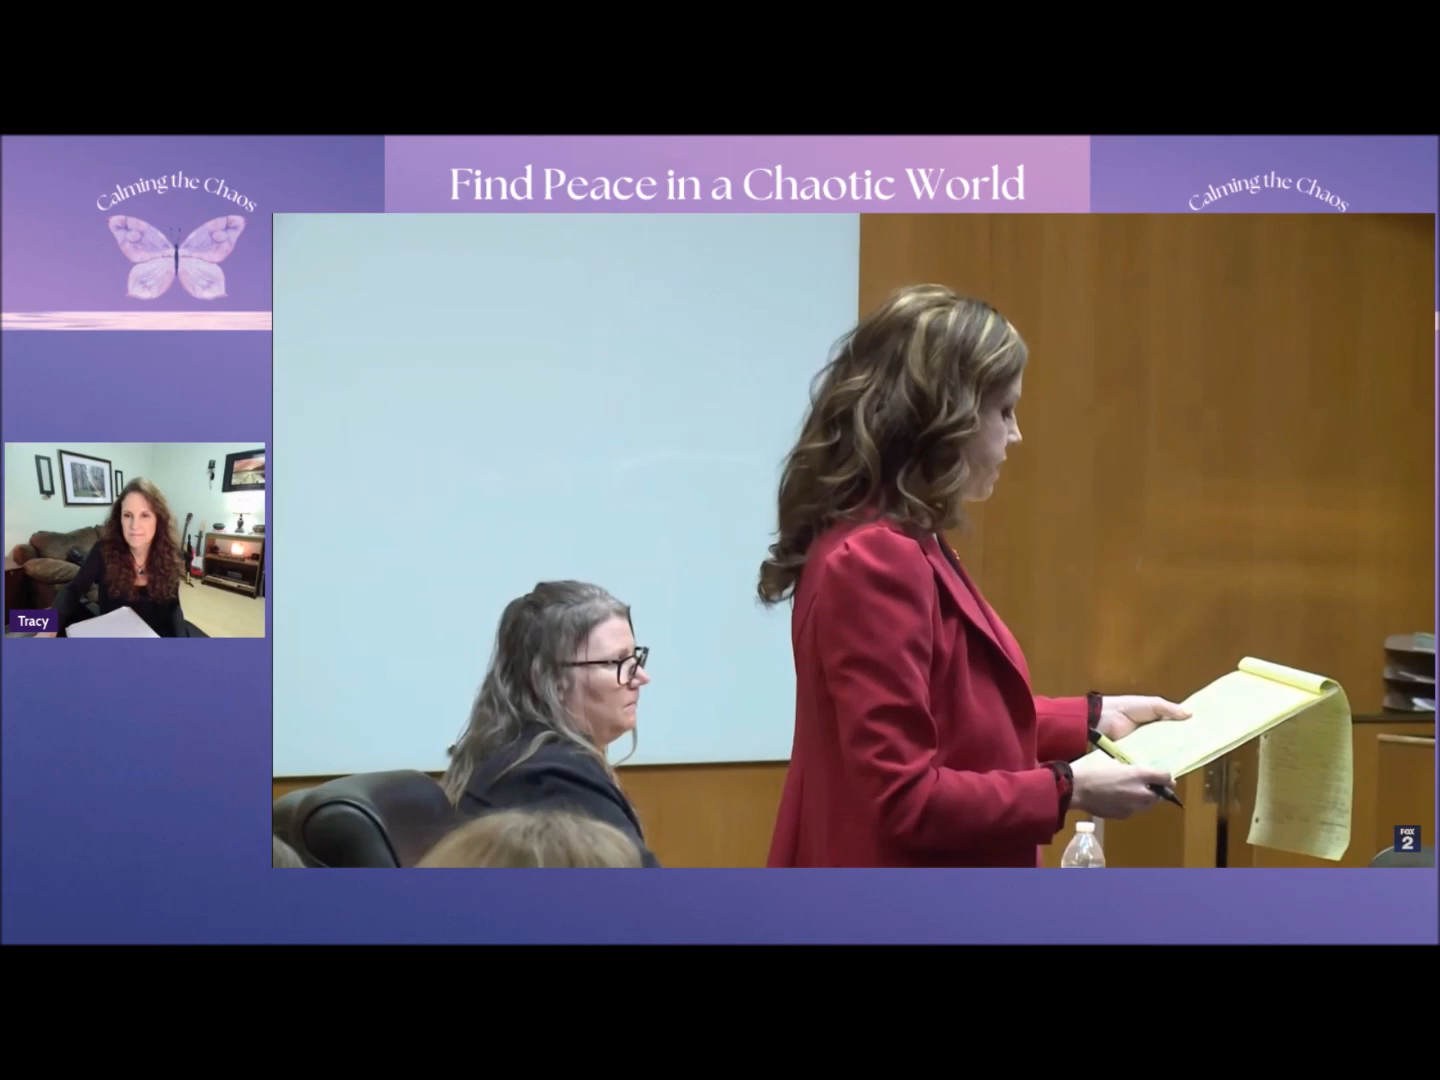 Find Peace in a Chaotic World
Calming the Chaos
Calming the Chaos
Tracy
FOX
2